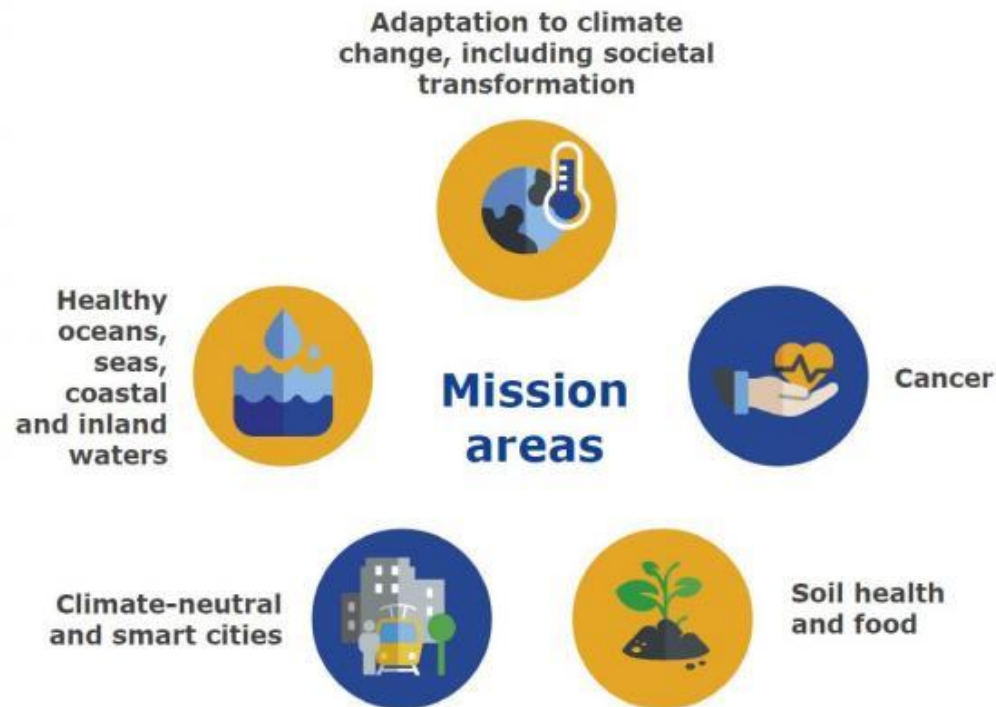 Adaptation to climate
change, including societal
transformation
Healthy
oceans,
seas,
coastal
and inland
waters
Mission
areas
Cancer
Climate-neutral
and smart cities
Soil health
and food